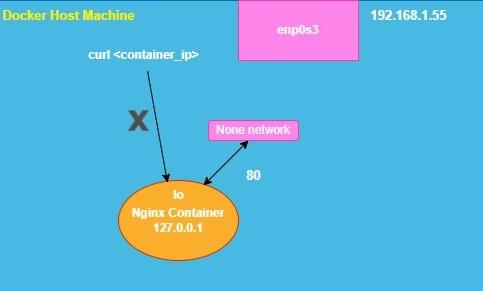 Docker Host Machine
enp0s3
192.168.1.55
curl <container_ip>
X
None network
80
lo
Nginx Container
127.0.0.1